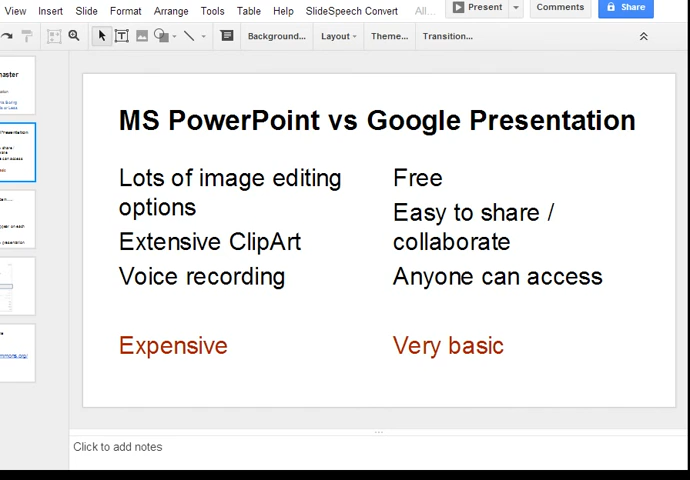 View Insert Slide Format Arrange Tools Table Help SlideSpeech Convert All...
Present Comments Share
Background... Layout Theme... Transition...
MS PowerPoint vs Google Presentation
Lots of image editing
options
Extensive ClipArt
Voice recording
Expensive
Free
Easy to share /
collaborate
Anyone can access
Very basic
Click to add notes